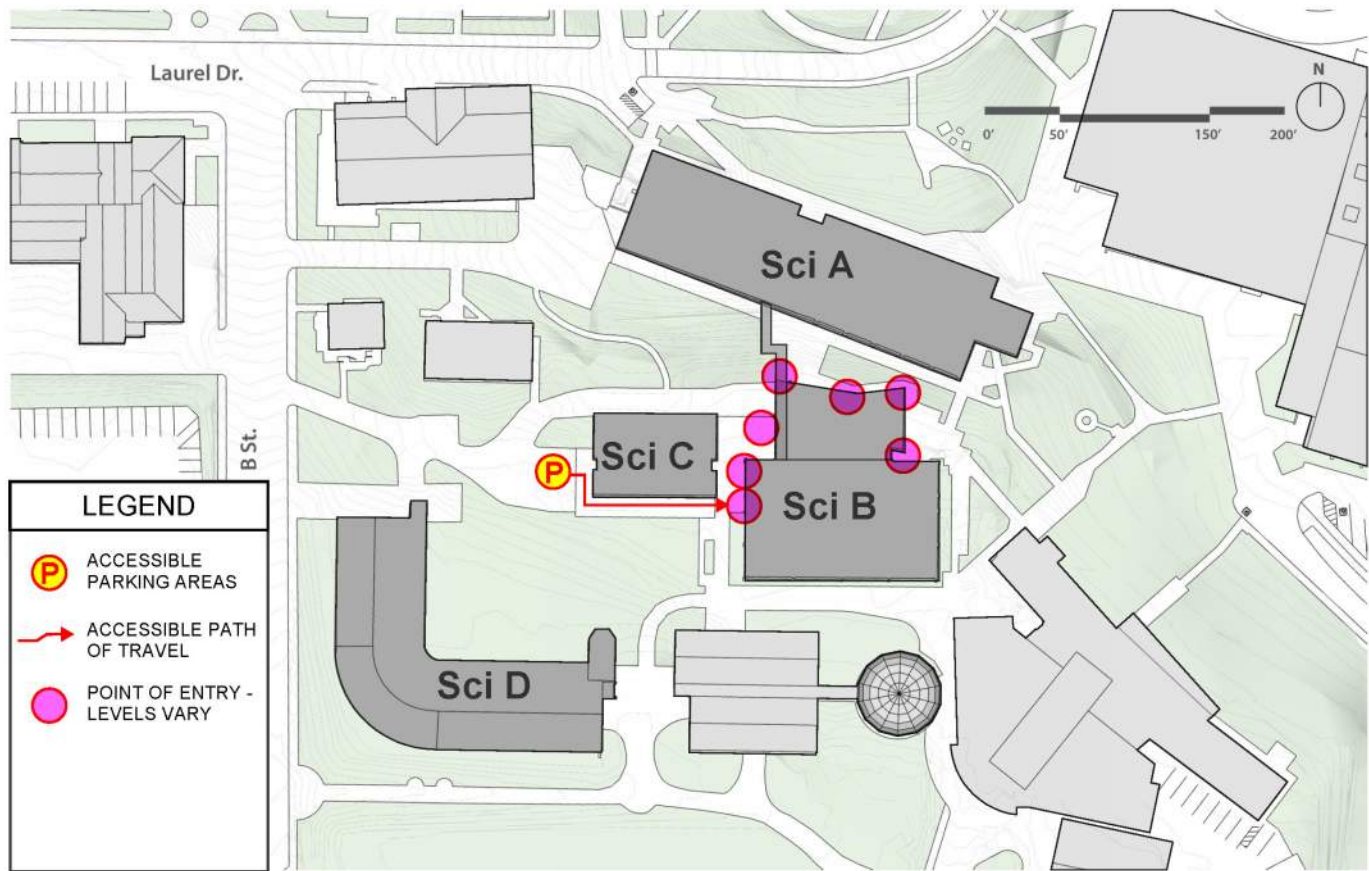 Laurel Dr.
N
0'
50'
150'
200'
Sci A
Sci C
P
Sci B
B St.
Sci D
LEGEND
P
ACCESSIBLE
PARKING AREAS
ACCESSIBLE PATH
OF TRAVEL
POINT OF ENTRY -
LEVELS VARY